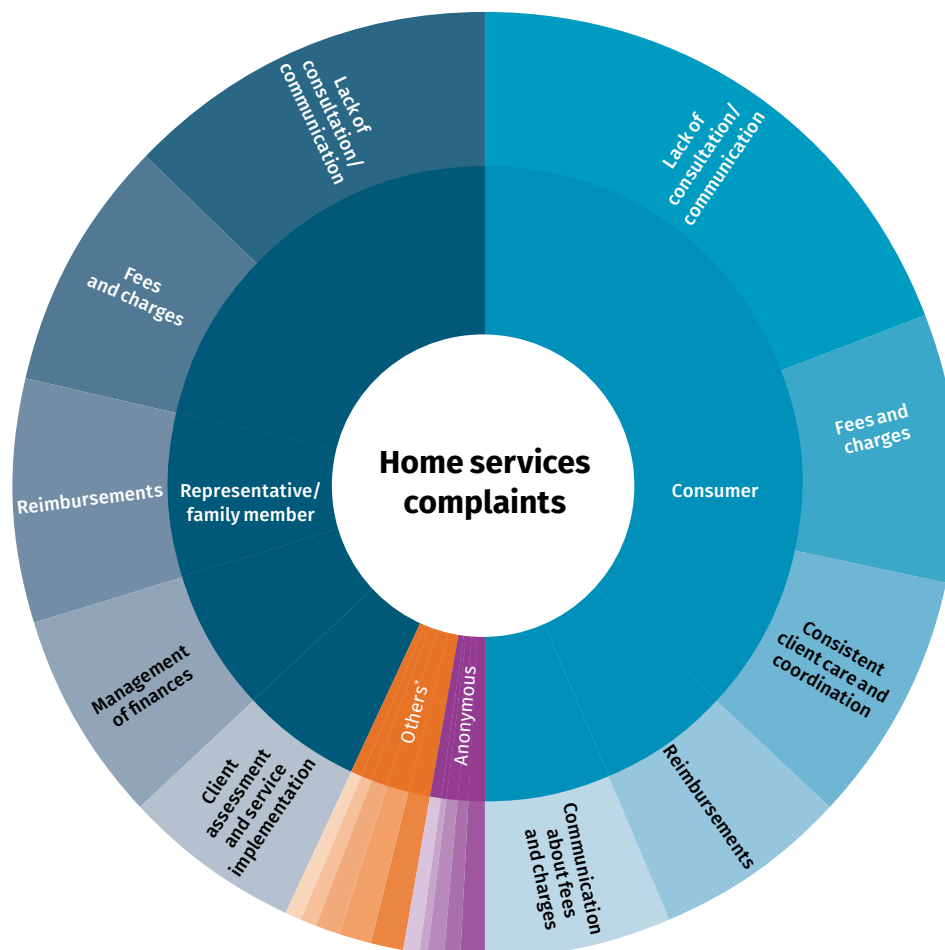 Home services
complaints
Consumer
Lack of
consultation/
communication
Fees and
charges
Consistent
client care and
coordination
Reimbursements
Communication
about fees
and charges
Anonymous
Others*
Representative/
family member
Client
assessment
and service
implementation
Management
of finances
Reimbursements
Fees
and charges
Lack of
consultation/
communication